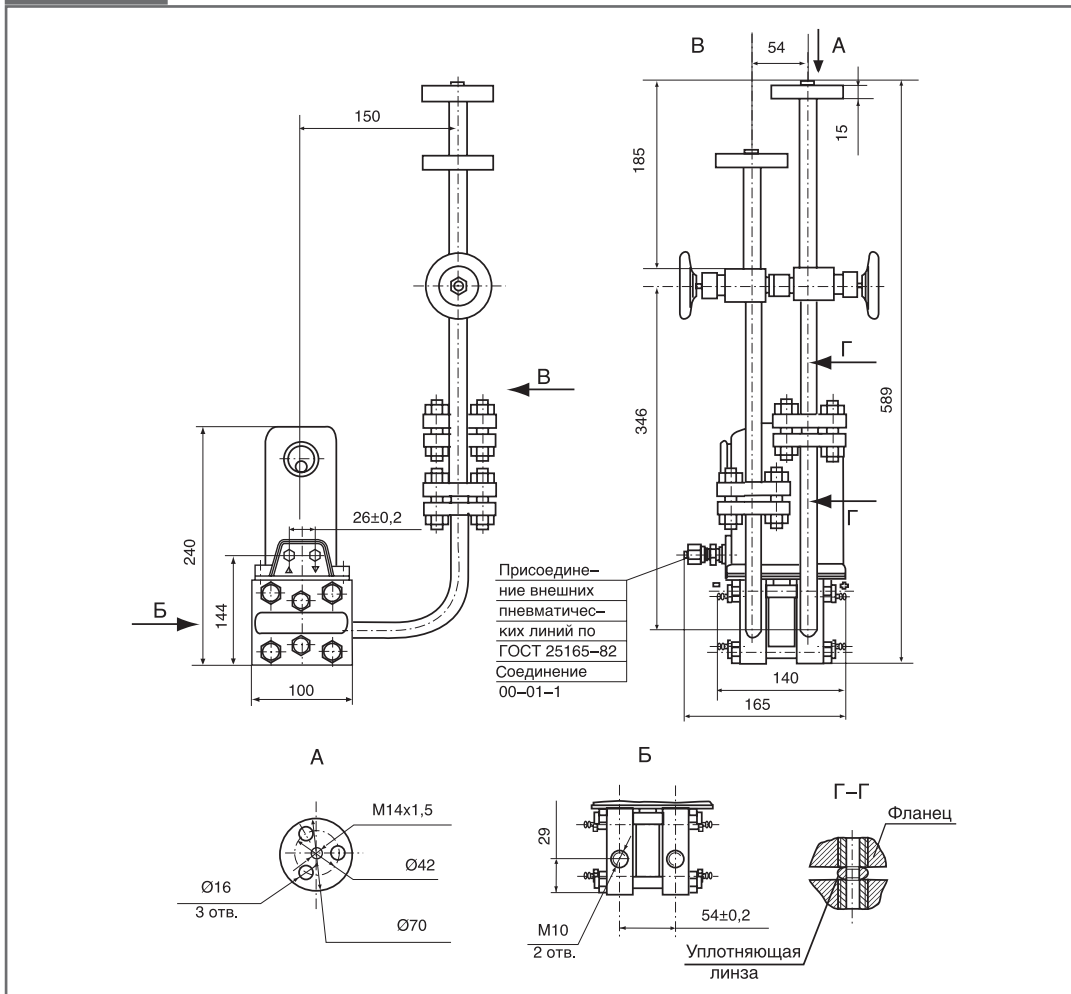 В
54
А
150
15
185
Г
В
346
589
26±0,2
240
144
Г
Б
Присоедине–
ние внешних
пневматичес–
ких линий по
ГОСТ 25165–82
Соединение
00–01–1
-
+
100
140
165
А
Б
Г–Г
М14х1,5
Фланец
29
Ø42
Ø16
3 отв.
Ø70
М10
2 отв.
54±0,2
Уплотняющая
линза